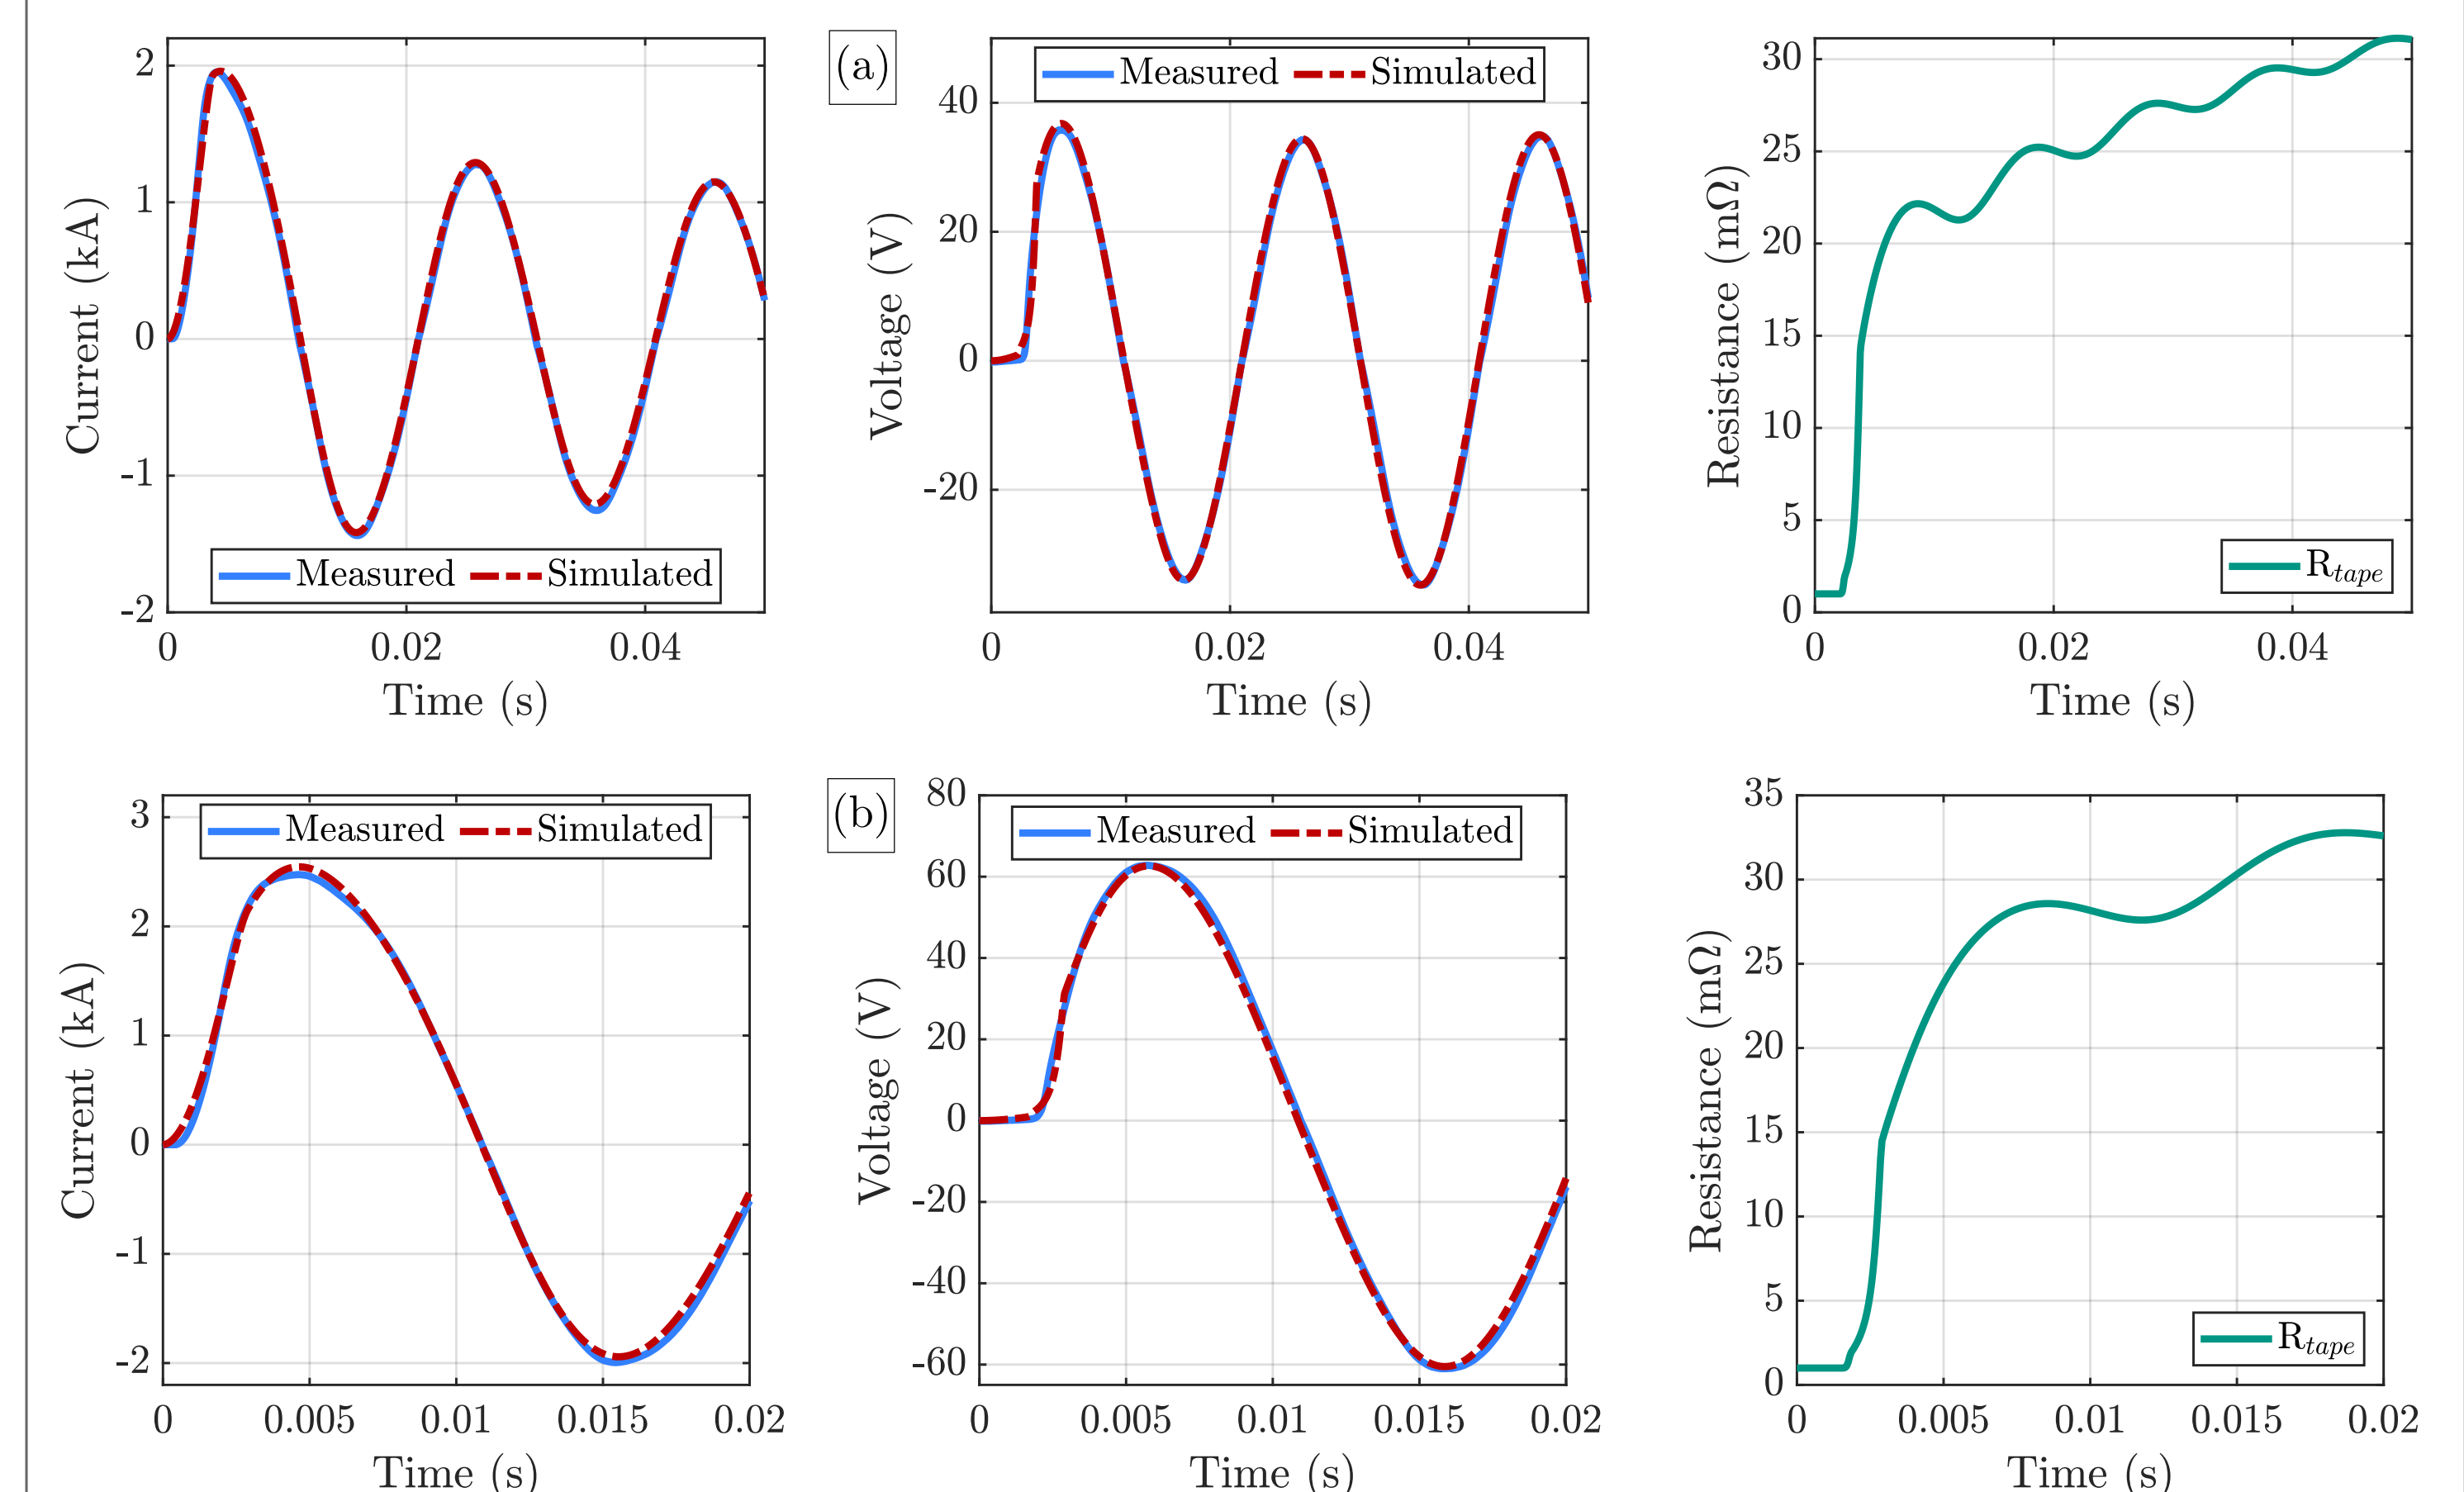 2
1
0
-1
-2
Current (kA)
Measured Simulated
0 0.02 0.04
Time (s)
(a)
Measured Simulated
40
20
0
-20
Voltage (V)
0 0.02 0.04
Time (s)
30
25
20
15
10
5
0
Resistance (mΩ)
R_tape
0 0.02 0.04
Time (s)
Measured Simulated
3
2
1
0
-1
-2
Current (kA)
0 0.005 0.01 0.015 0.02
Time (s)
(b)
Measured Simulated
80
60
40
20
0
-20
-40
-60
Voltage (V)
0 0.005 0.01 0.015 0.02
Time (s)
35
30
25
20
15
10
5
0
Resistance (mΩ)
R_tape
0 0.005 0.01 0.015 0.02
Time (s)